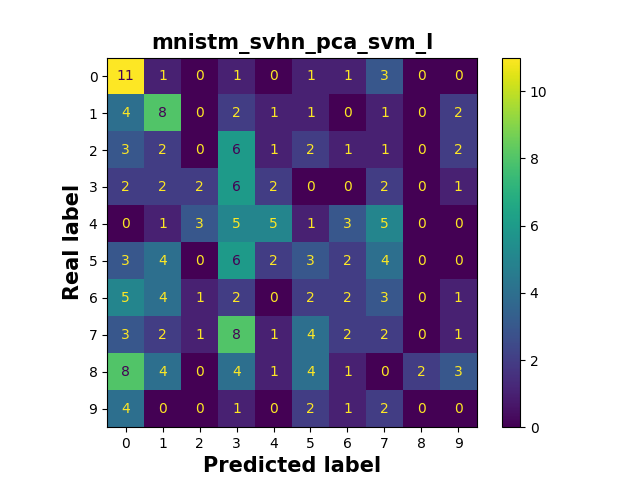 mnistm_svhn_pca_svm_l
0 11 1 0 1 0 1 1 3 0 0
1 4 8 0 2 1 1 0 1 0 2
2 3 2 0 6 1 2 1 1 0 2
3 2 2 2 6 2 0 0 2 0 1
4 0 1 3 5 5 1 3 5 0 0
5 3 4 0 6 2 3 2 4 0 0
6 5 4 1 2 0 2 2 3 0 1
7 3 2 1 8 1 4 2 2 0 1
8 8 4 0 4 1 4 1 0 2 3
9 4 0 0 1 0 2 1 2 0 0
0 1 2 3 4 5 6 7 8 9
Predicted label
Real label
10
8
6
4
2
0